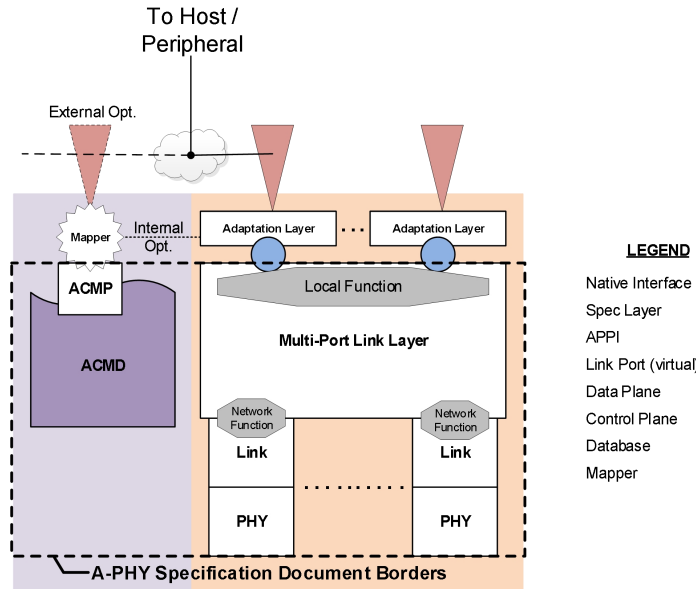 To Host /
Peripheral
External Opt.
Mapper
Internal
Opt.
Adaptation Layer
...
Adaptation Layer
ACMP
Local Function
Multi-Port Link Layer
ACMD
Network
Function
Network
Function
Link
Link
PHY
PHY
A-PHY Specification Document Borders
LEGEND
Native Interface
Spec Layer
APPI
Link Port (virtual)
Data Plane
Control Plane
Database
Mapper